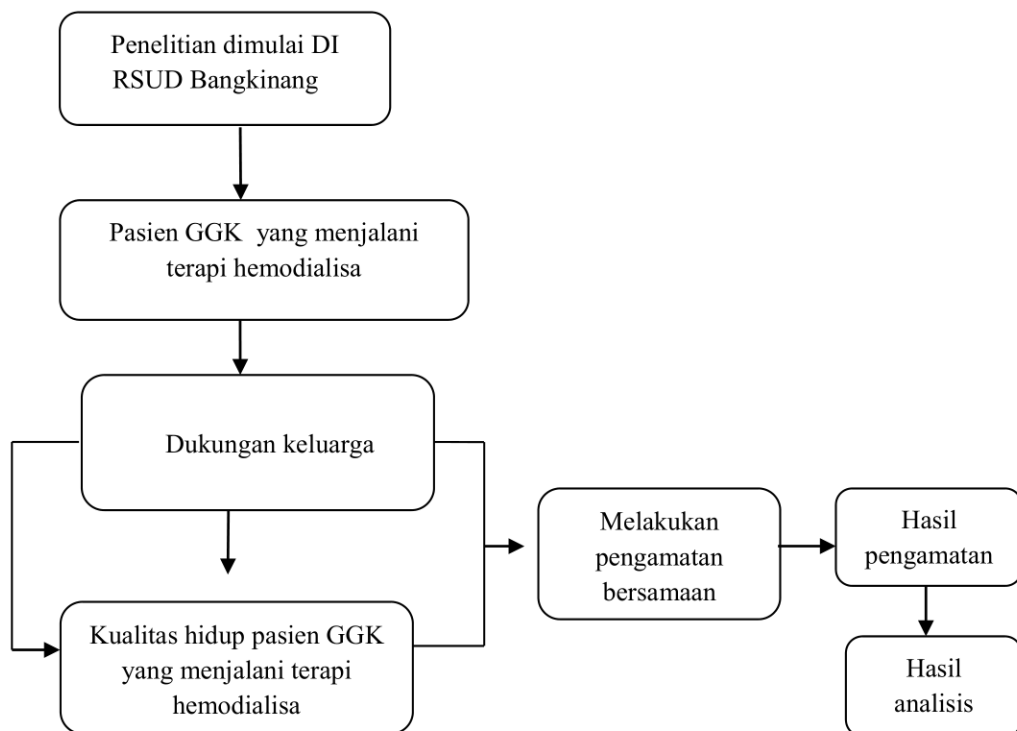 Penelitian dimulai DI
RSUD Bangkinang
Pasien GGK yang menjalani
terapi hemodialisa
Dukungan keluarga
Kualitas hidup pasien GGK
yang menjalani terapi
hemodialisa
Melakukan
pengamatan
bersamaan
Hasil
pengamatan
Hasil
analisis